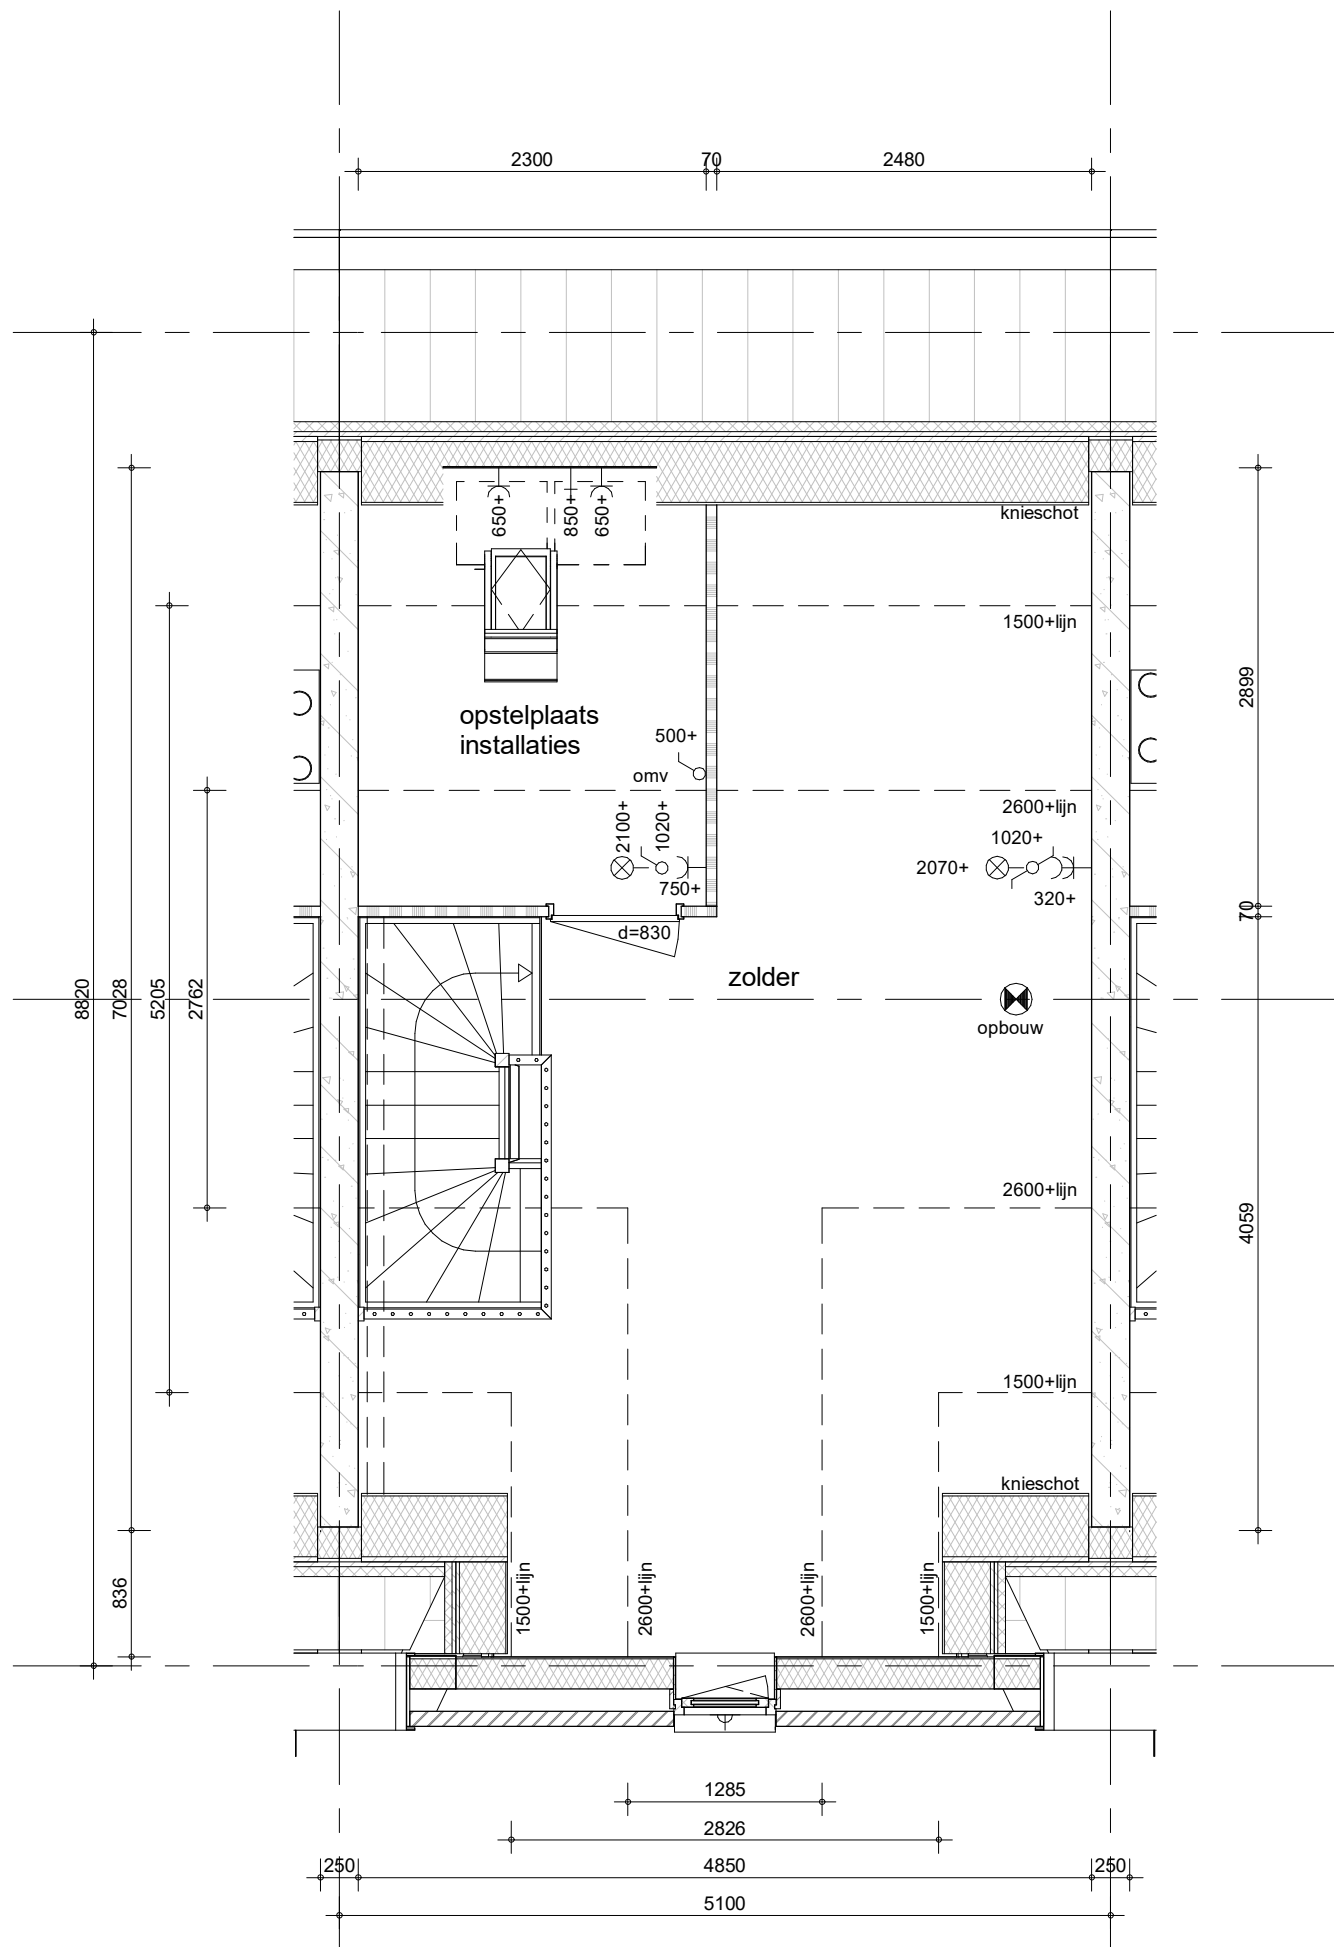 2300
70
2480
650+
850+
650+
knieschot
1500+lijn
2899
opstelplaats
installaties
500+
omv
2600+lijn
2100+
1020+
750+
1020+
2070+
320+
70
d=830
zolder
opbouw
8820
7028
5205
2762
2600+lijn
4059
1500+lijn
knieschot
836
1500+lijn
2600+lijn
2600+lijn
1500+lijn
1285
2826
250
4850
250
5100